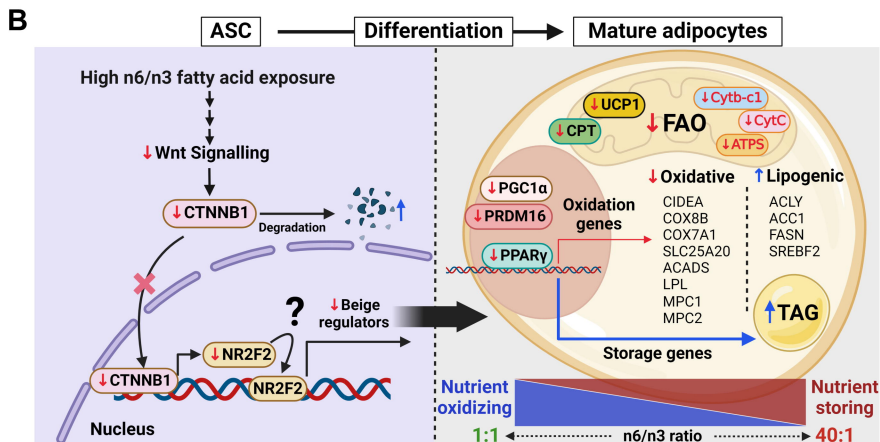 B
ASC
Differentiation
Mature adipocytes
High n6/n3 fatty acid exposure
↓Wnt Signalling
↓CTNNB1
Degradation
↑
?
↓Beige
regulators
↓NR2F2
↓CTNNB1
NR2F2
Nucleus
↓UCP1
↓CPT
↓FAO
↓Cytb-c1
↓CytC
↓ATPS
↓PGC1α
↓PRDM16
↓PPARγ
Oxidation
genes
↓Oxidative
CIDEA
COX8B
COX7A1
SLC25A20
ACADS
LPL
MPC1
MPC2
↑Lipogenic
ACLY
ACC1
FASN
SREBF2
↑TAG
Storage genes
Nutrient
oxidizing
Nutrient
storing
1:1
n6/n3 ratio
40:1